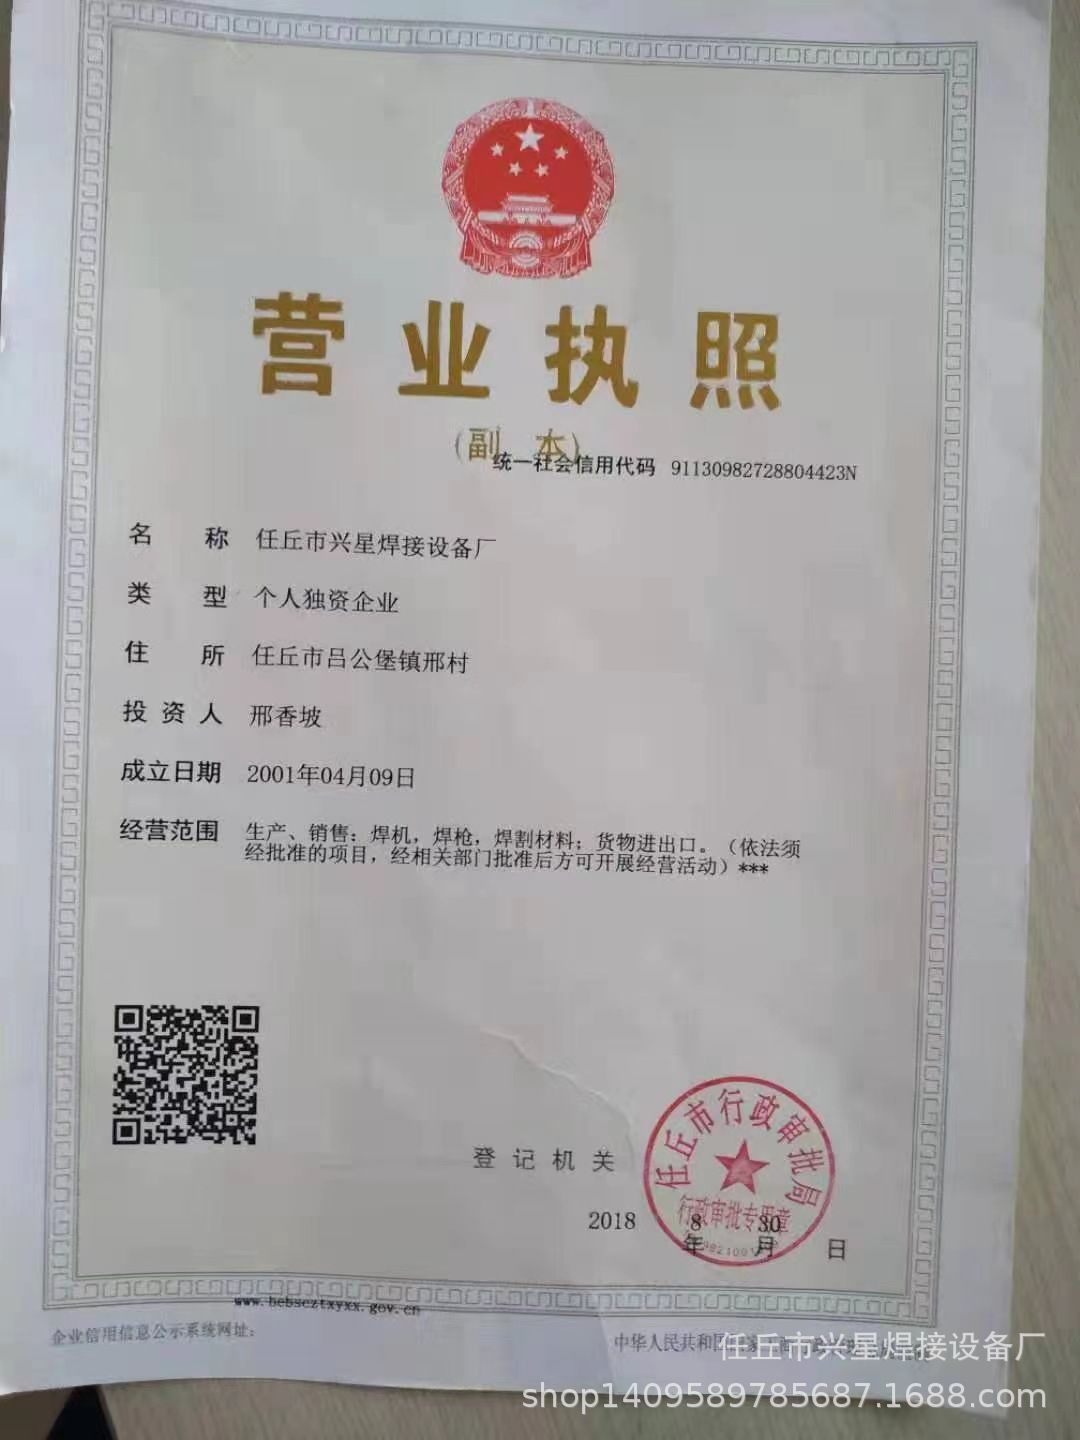 营业执照
(副 本)
统一社会信用代码 91130982728804423N
名 称 任丘市兴星焊接设备厂
类 型 个人独资企业
住 所 任丘市吕公堡镇邢村
投 资 人 邢香坡
成立日期 2001年04月09日
经营范围 生产、销售：焊机，焊枪，焊割材料；货物进出口。（依法须
经批准的项目，经相关部门批准后方可开展经营活动）***
任丘市行政审批局
行政审批专用章
登 记 机 关
2018 8 30
年 月 日
www.hebscztxyxx.gov.cn
企业信用信息公示系统网址：
中华人民共和国
任丘市兴星焊接设备厂
shop1409589785687.1688.com